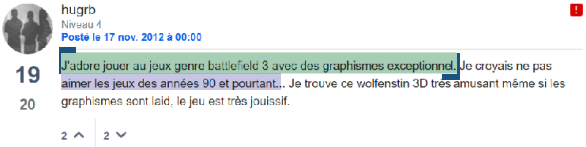 hugrb
Niveau 4
Posté le 17 nov. 2012 à 00:00
19
20
J'adore jouer au jeux genre battlefield 3 avec des graphismes exceptionnel. Je croyais ne pas
aimer les jeux des années 90 et pourtant... Je trouve ce wolfenstin 3D trés amusant même si les
graphismes sont laid, le jeu est très jouissif.
2 2